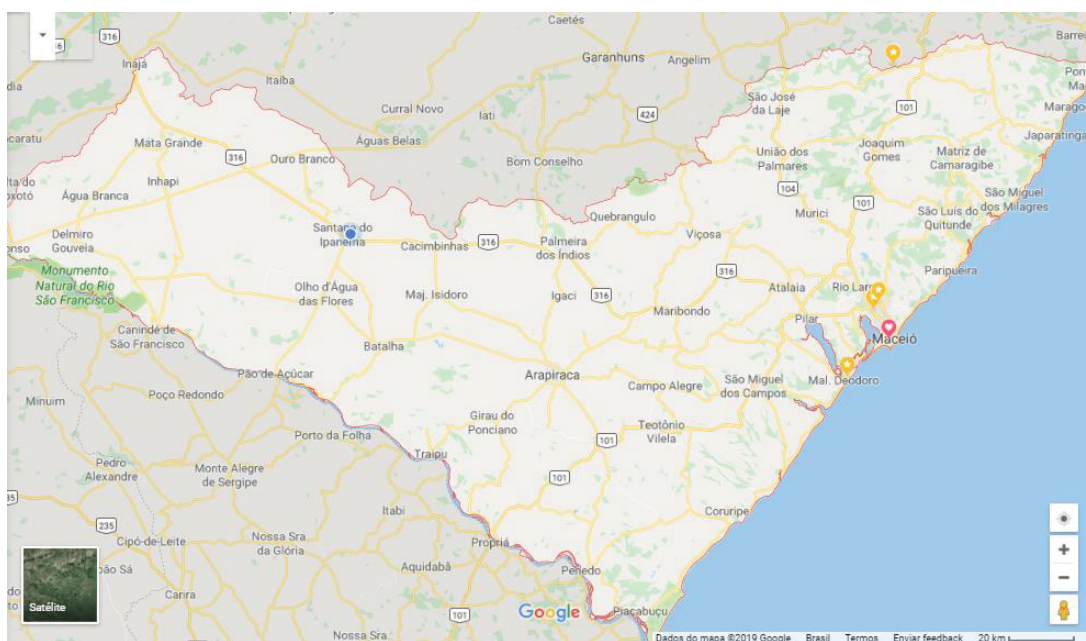 Caetés
Barrei
316
316
Garanhuns
Angelim
Inajá
Itaíba
dia
Curral Novo
Iati
São José
da Laje
101
Maragog
424
caratu
Mata Grande
Águas Belas
Japaratinga
316
Ouro Branco
Bom Conselho
União dos
Palmares
Joaquim
Gomes
Matriz de
Camaragibe
Inhapi
Água Branca
104
São Miguel
dos Milagres
101
Murici
São Luís do
Quitunde
Quebrangulo
Delmiro
Gouveia
onso
Santana do
Ipanema
Cacimbinhas
316
Palmeira
dos Índios
Viçosa
Monumento
Natural do Rio
São Francisco
316
Paripueira
Olho d'Água
das Flores
Maj. Isidoro
Igaci
316
Atalaia
Rio Lar
Maribondo
Pilar
Canindé de
São Francisco
Batalha
Maceió
Pão de Açúcar
Arapiraca
Campo Alegre
São Miguel
dos Campos
Mal. Deodoro
Minuim
Poço Redondo
Girau do
Ponciano
Teotônio
Vilela
Porto da Folha
101
Traipu
Pedro
Alexandre
Monte Alegre
de Sergipe
101
235
Itabi
Coruripe
Cipó-de-Leite
Nossa Sra.
da Glória
Propriá
Aquidabã
Penedo
Satélite
Carira
Google
101
Piaçabuçu
Nossa Sra.
Dados do mapa ©2019 Google Brasil Termos Enviar feedback 20 km